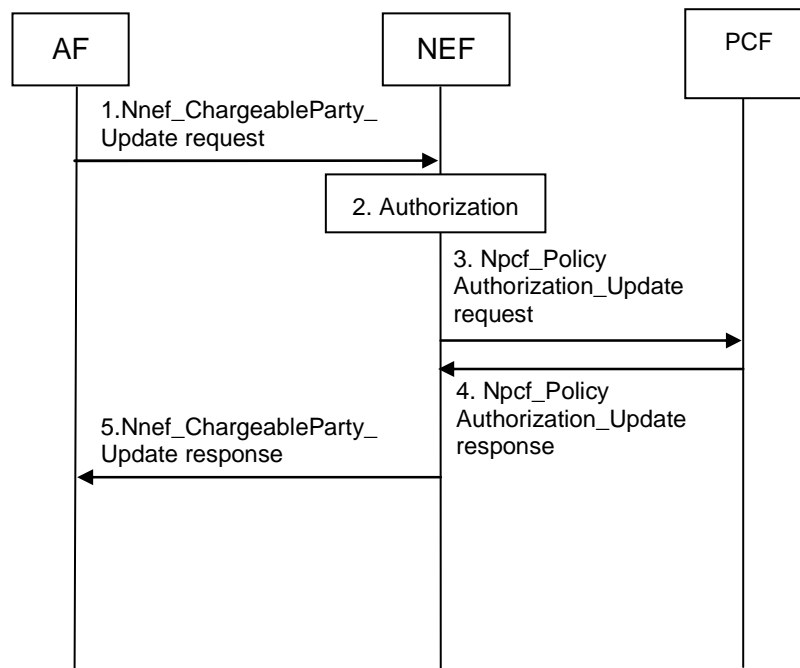 AF
NEF
PCF
1.Nnef_ChargeableParty_
Update request
2. Authorization
3. Npcf_Policy
Authorization_Update
request
4. Npcf_Policy
Authorization_Update
response
5.Nnef_ChargeableParty_
Update response